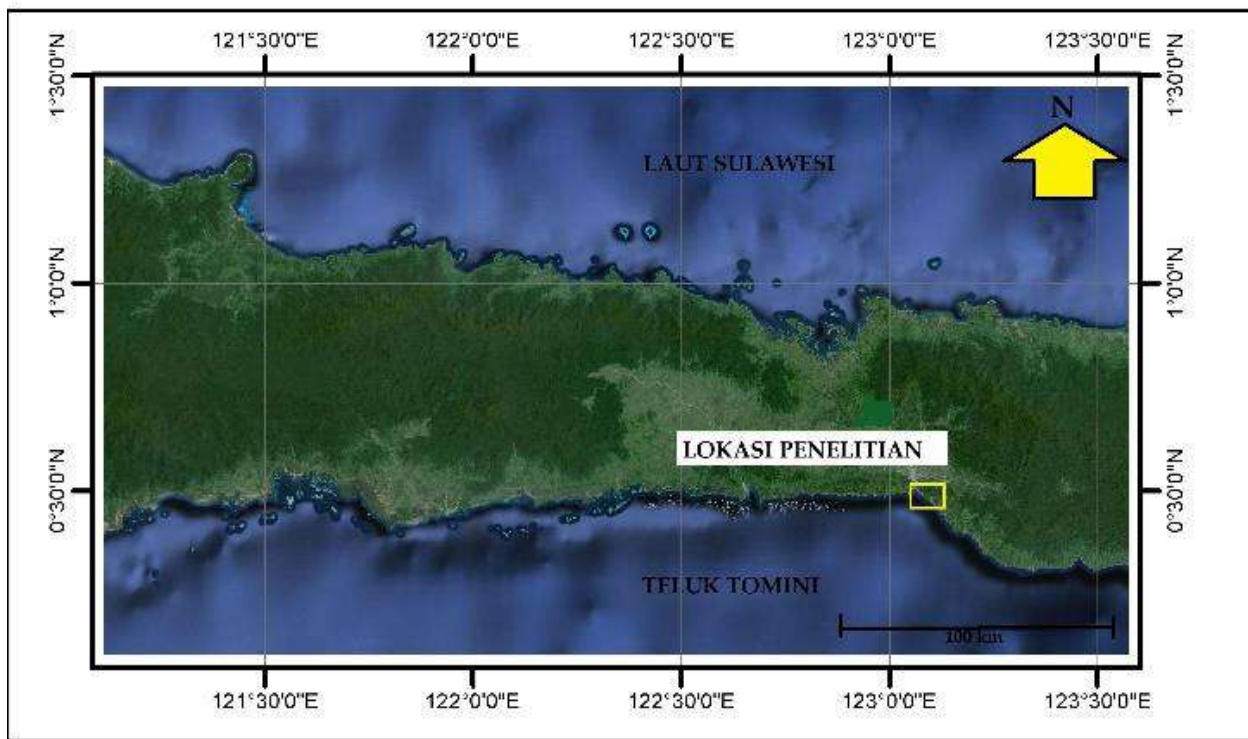 121°30'0"E 122°0'0"E 122°30'0"E 123°0'0"E 123°30'0"E
1°30'0"N 1°30'0"N
N
LAUT SULAWESI
1°0'0"N 1°0'0"N
LOKASI PENELITIAN
0°30'0"N 0°30'0"N
TELUK TOMINI
100 km
121°30'0"E 122°0'0"E 122°30'0"E 123°0'0"E 123°30'0"E